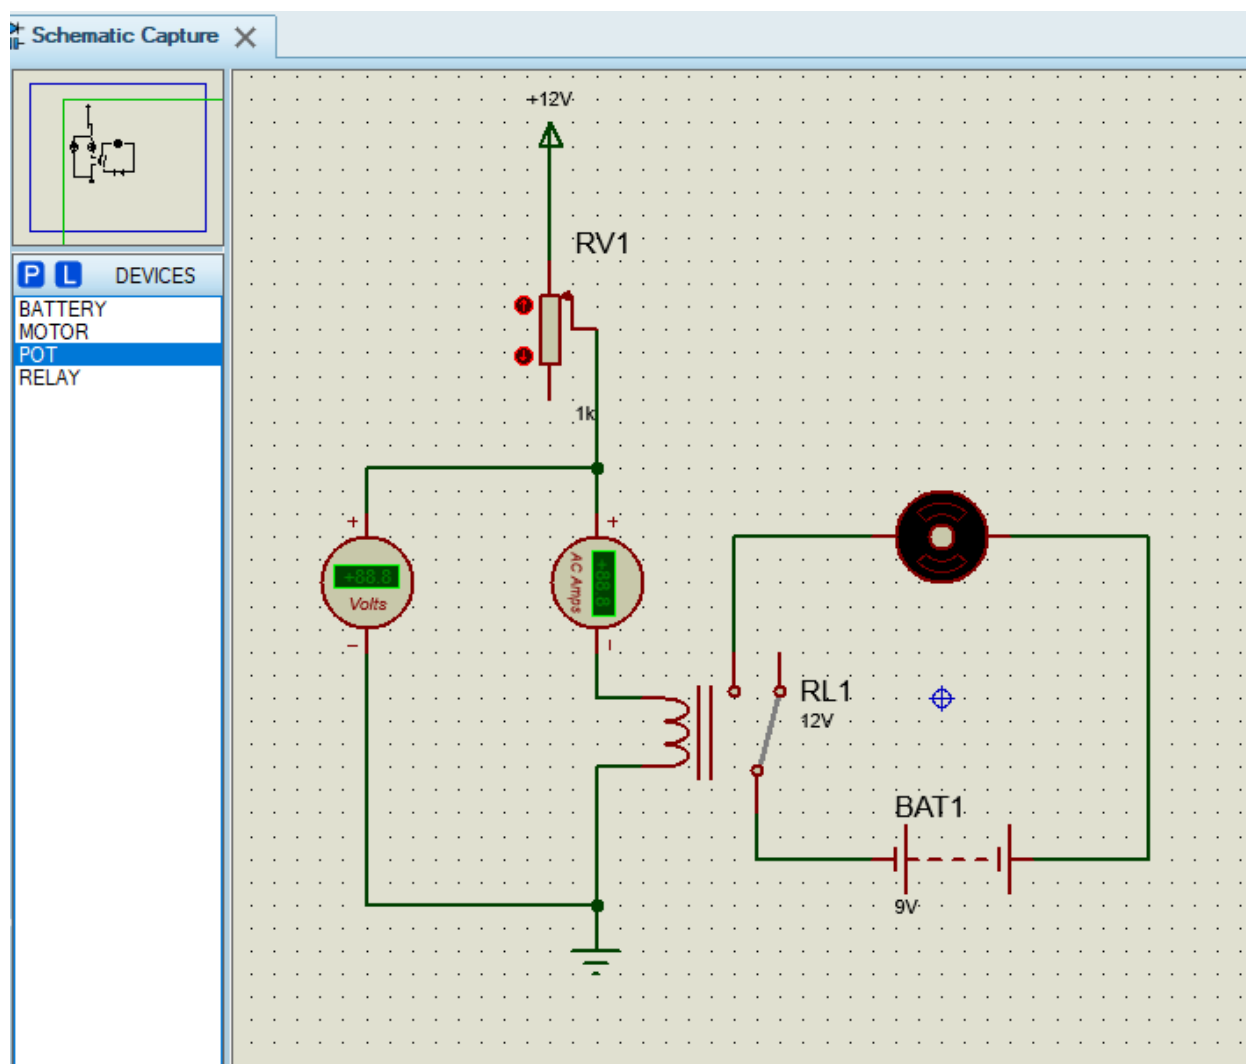 Schematic Capture
P L DEVICES
BATTERY
MOTOR
POT
RELAY
+12V
RV1
1k
+
+88.8
Volts
−
+
AC Amps
+88.8
−
RL1
12V
BAT1
9V